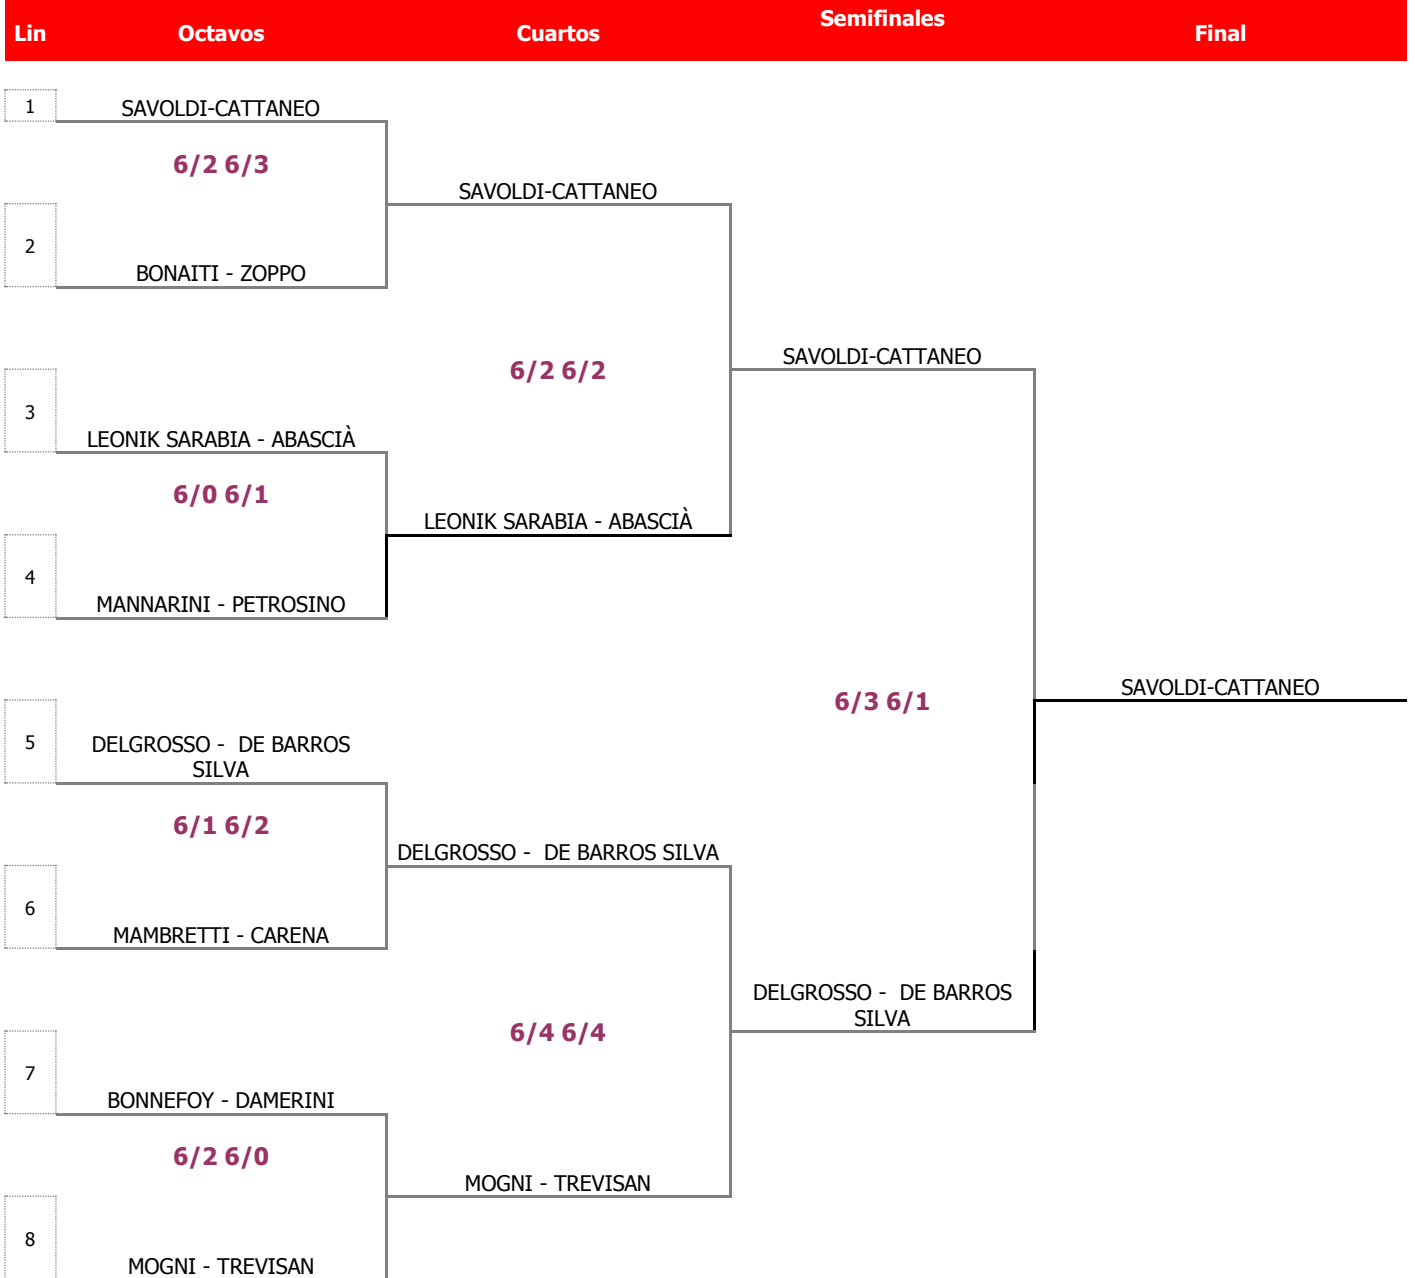 Lin Octavos Cuartos Semifinales Final
1 SAVOLDI-CATTANEO
6/2 6/3
SAVOLDI-CATTANEO
2
BONAITI - ZOPPO
SAVOLDI-CATTANEO
6/2 6/2
3
LEONIK SARABIA - ABASCIÀ
6/0 6/1
LEONIK SARABIA - ABASCIÀ
4
MANNARINI - PETROSINO
SAVOLDI-CATTANEO
6/3 6/1
5 DELGROSSO -  DE BARROS
SILVA
6/1 6/2
DELGROSSO -  DE BARROS SILVA
6
MAMBRETTI - CARENA
DELGROSSO -  DE BARROS
SILVA
6/4 6/4
7
BONNEFOY - DAMERINI
6/2 6/0
MOGNI - TREVISAN
8
MOGNI - TREVISAN